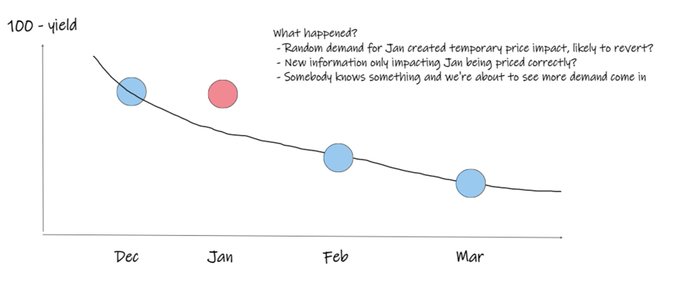 100 - yield
What happened?
- Random demand for Jan created temporary price impact, likely to revert?
- New information only impacting Jan being priced correctly?
- Somebody knows something and we're about to see more demand come in
Dec Jan Feb Mar